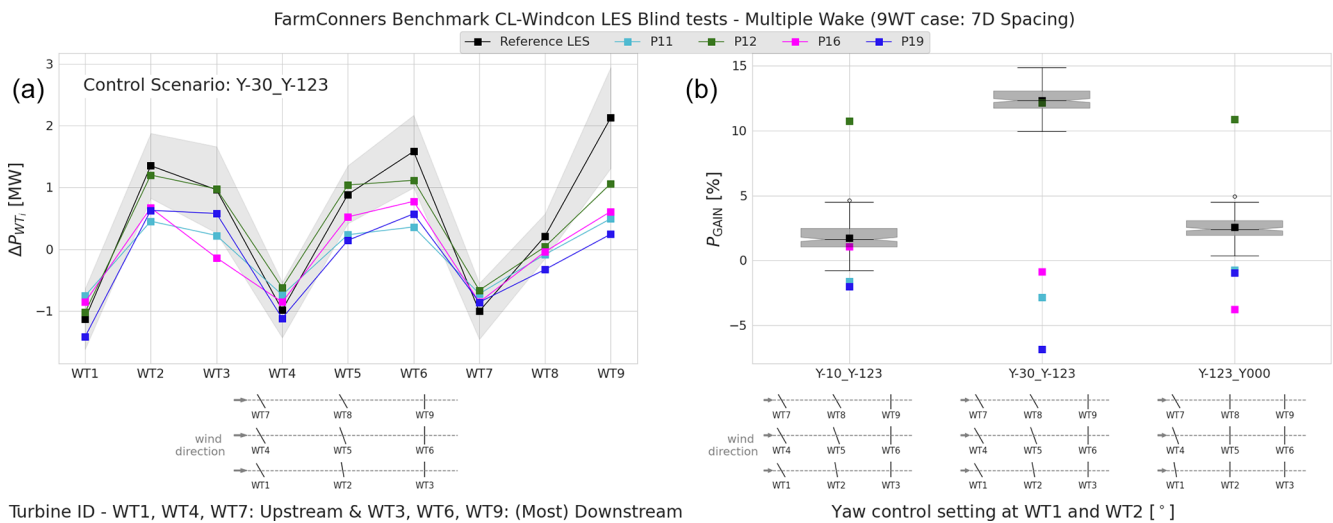 FarmConners Benchmark CL-Windcon LES Blind tests - Multiple Wake (9WT case: 7D Spacing)
Reference LES P11 P12 P16 P19
(a)
Control Scenario: Y-30_Y-123
ΔP_WTi [MW]
3
2
1
0
−1
WT1 WT2 WT3 WT4 WT5 WT6 WT7 WT8 WT9
WT7 WT8 WT9
wind
direction
WT4 WT5 WT6
WT1 WT2 WT3
Turbine ID - WT1, WT4, WT7: Upstream & WT3, WT6, WT9: (Most) Downstream
(b)
P_GAIN [%]
15
10
5
0
−5
Y-10_Y-123 Y-30_Y-123 Y-123_Y000
WT7 WT8 WT9 WT7 WT8 WT9 WT7 WT8 WT9
wind
direction
WT4 WT5 WT6 WT4 WT5 WT6 WT4 WT5 WT6
WT1 WT2 WT3 WT1 WT2 WT3 WT1 WT2 WT3
Yaw control setting at WT1 and WT2 [°]